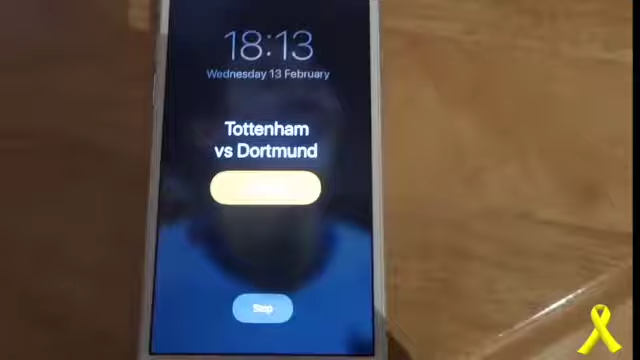 18:13
Wednesday 13 February
Tottenham
vs Dortmund
Stop